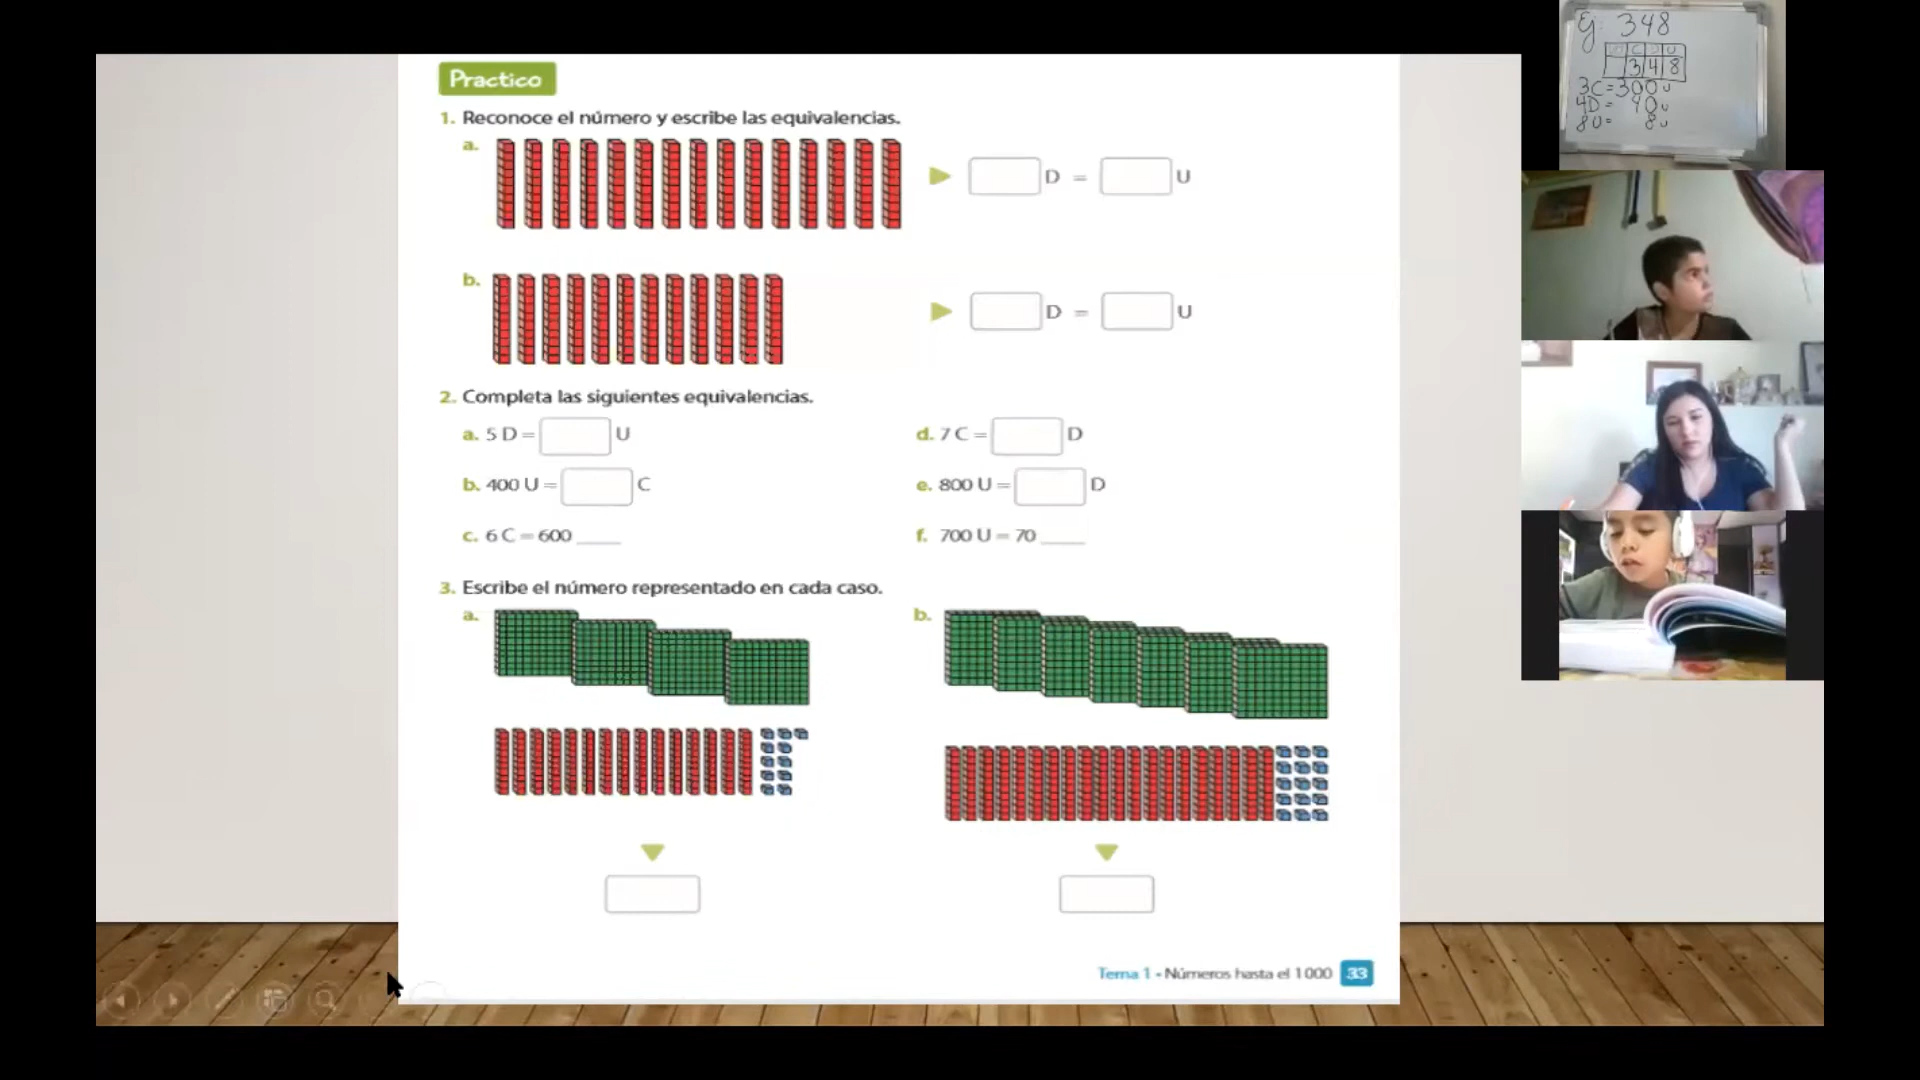 Practico
1. Reconoce el número y escribe las equivalencias.
a.
D = U
b.
D = U
2. Completa las siguientes equivalencias.
a. 5 D = U
d. 7 C = D
b. 400 U = C
e. 800 U = D
c. 6 C = 600 ____
f. 700 U = 70 ____
3. Escribe el número representado en cada caso.
a.
b.
Tema 1 • Números hasta el 1 000 33
Ej: 348
C D U
3 4 8
3C = 300 U
4D = 40 U
8U = 8 U